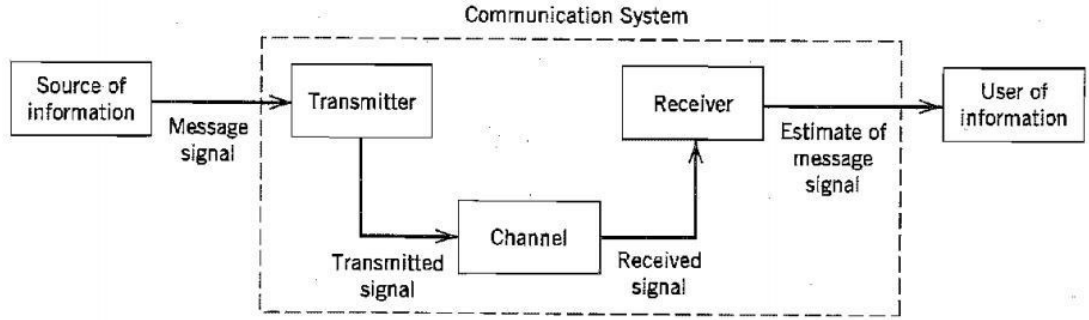 Communication System
Source of
information
Message
signal
Transmitter
Transmitted
signal
Channel
Received
signal
Receiver
Estimate of
message
signal
User of
information